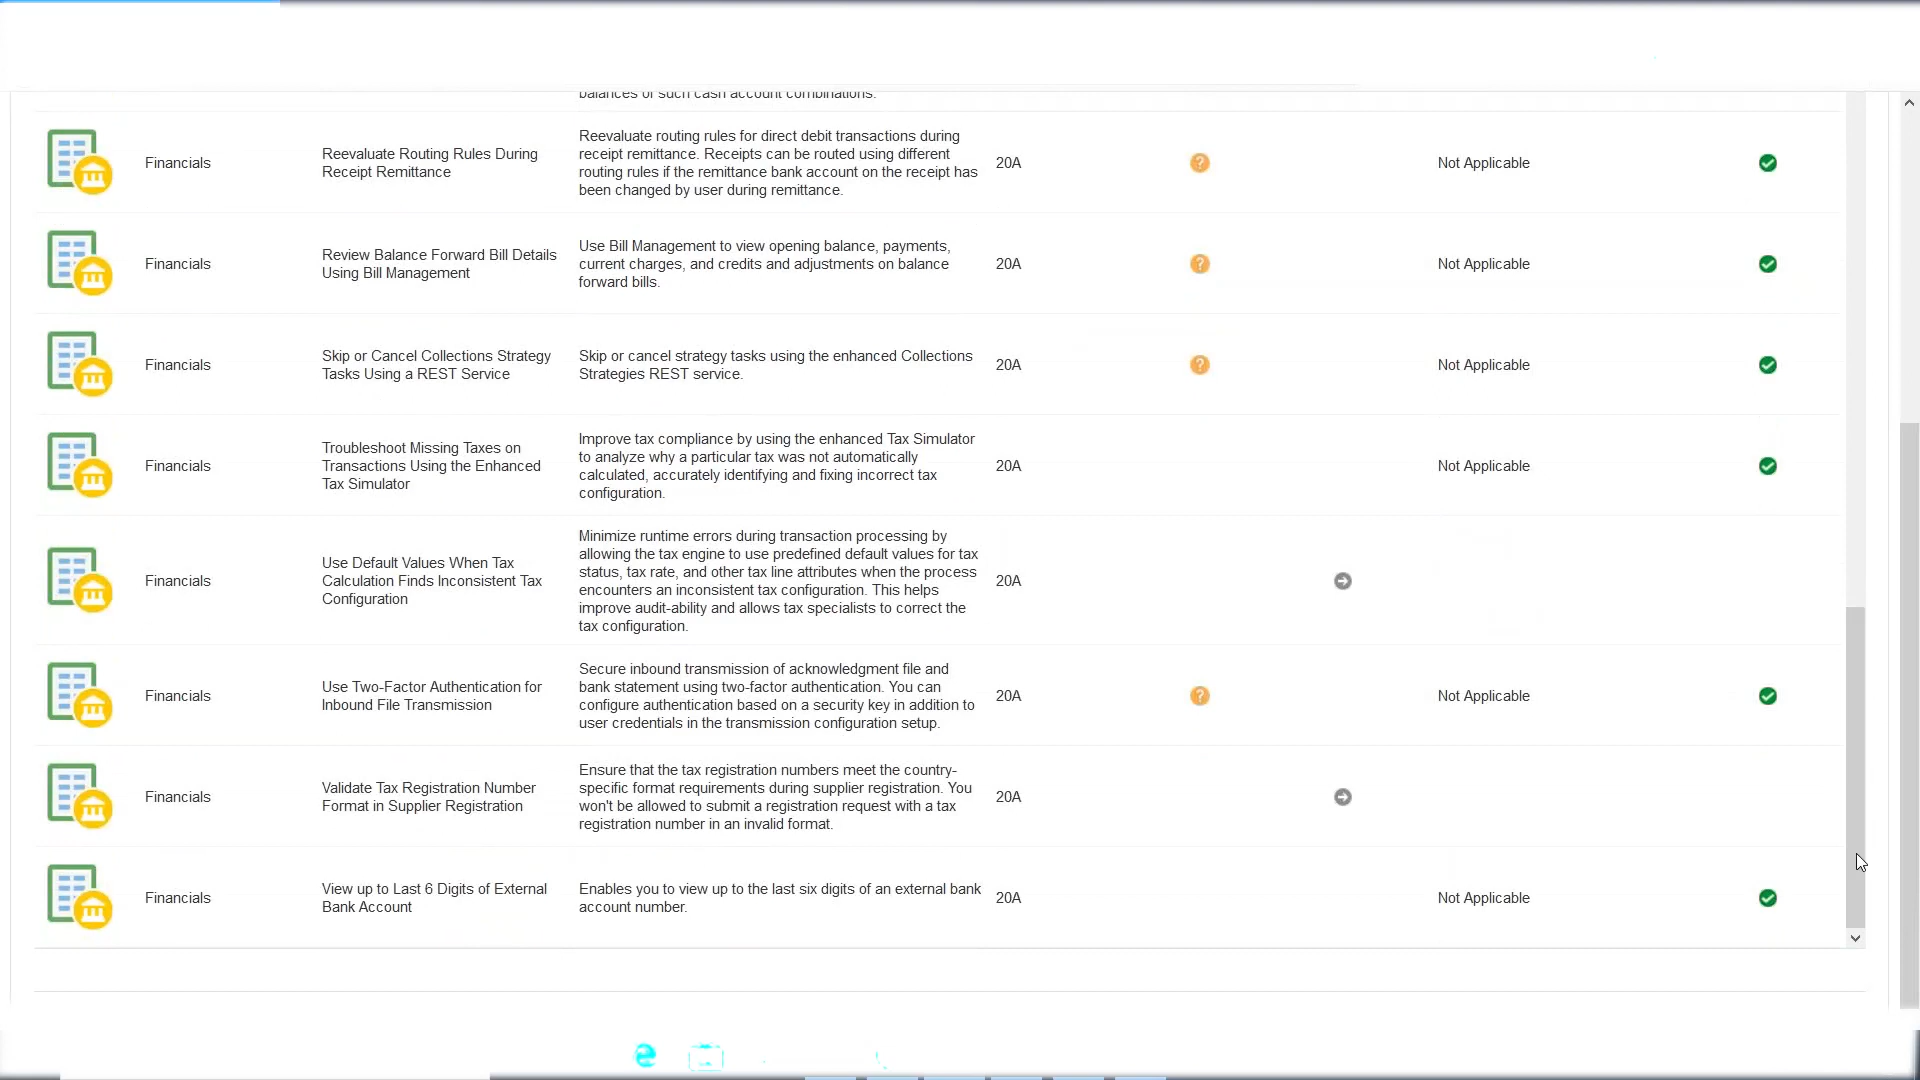 balances of such cash account combinations.
Financials
Reevaluate Routing Rules During
Receipt Remittance
Reevaluate routing rules for direct debit transactions during
receipt remittance. Receipts can be routed using different
routing rules if the remittance bank account on the receipt has
been changed by user during remittance.
20A
?
Not Applicable
Financials
Review Balance Forward Bill Details
Using Bill Management
Use Bill Management to view opening balance, payments,
current charges, and credits and adjustments on balance
forward bills.
20A
?
Not Applicable
Financials
Skip or Cancel Collections Strategy
Tasks Using a REST Service
Skip or cancel strategy tasks using the enhanced Collections
Strategies REST service.
20A
?
Not Applicable
Financials
Troubleshoot Missing Taxes on
Transactions Using the Enhanced
Tax Simulator
Improve tax compliance by using the enhanced Tax Simulator
to analyze why a particular tax was not automatically
calculated, accurately identifying and fixing incorrect tax
configuration.
20A
Not Applicable
Financials
Use Default Values When Tax
Calculation Finds Inconsistent Tax
Configuration
Minimize runtime errors during transaction processing by
allowing the tax engine to use predefined default values for tax
status, tax rate, and other tax line attributes when the process
encounters an inconsistent tax configuration. This helps
improve audit-ability and allows tax specialists to correct the
tax configuration.
20A
Financials
Use Two-Factor Authentication for
Inbound File Transmission
Secure inbound transmission of acknowledgment file and
bank statement using two-factor authentication. You can
configure authentication based on a security key in addition to
user credentials in the transmission configuration setup.
20A
?
Not Applicable
Financials
Validate Tax Registration Number
Format in Supplier Registration
Ensure that the tax registration numbers meet the country-
specific format requirements during supplier registration. You
won't be allowed to submit a registration request with a tax
registration number in an invalid format.
20A
Financials
View up to Last 6 Digits of External
Bank Account
Enables you to view up to the last six digits of an external bank
account number.
20A
Not Applicable